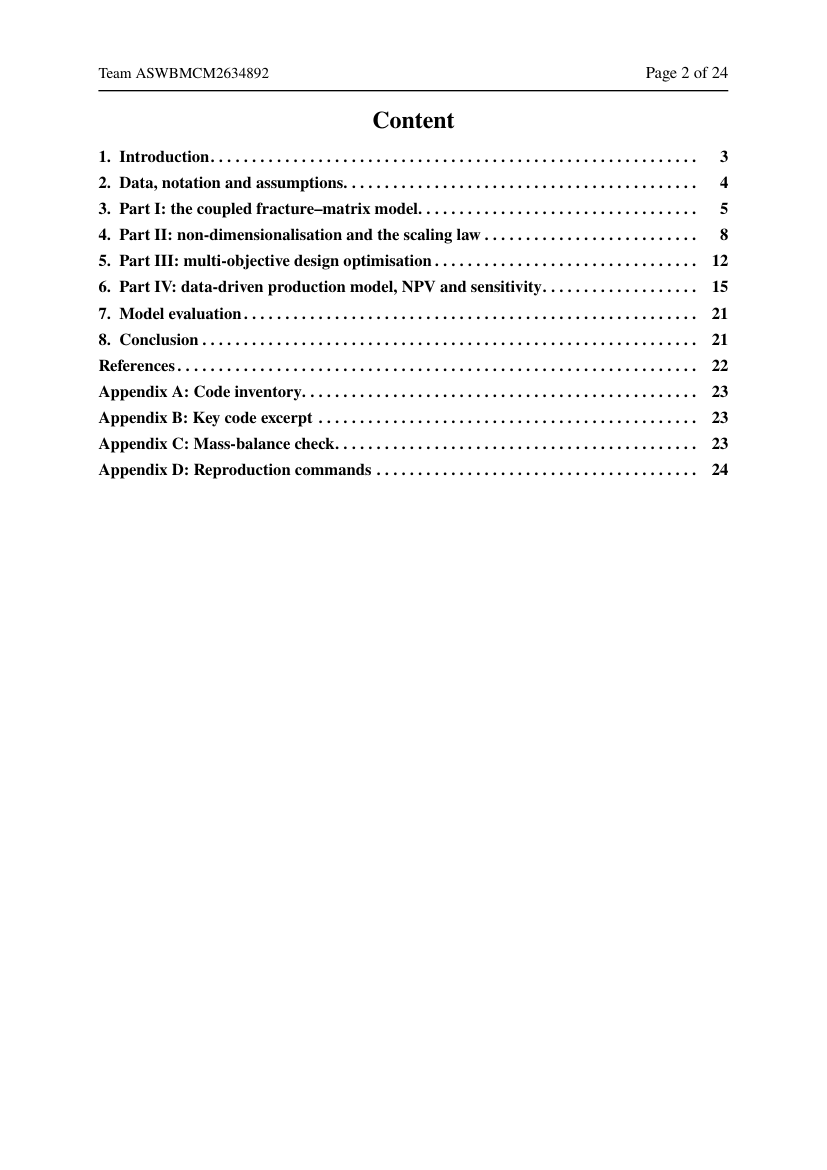 Team ASWBMCM2634892 Page 2 of 24
Content
1. Introduction. . . . . . . . . . . . . . . . . . . . . . . . . . . . . . . . . . . . . . . . . . . . . . . . . . . . . . . . . . . 3
2. Data, notation and assumptions. . . . . . . . . . . . . . . . . . . . . . . . . . . . . . . . . . . . . . . . . . . 4
3. Part I: the coupled fracture–matrix model. . . . . . . . . . . . . . . . . . . . . . . . . . . . . . . . . . 5
4. Part II: non-dimensionalisation and the scaling law . . . . . . . . . . . . . . . . . . . . . . . . . . 8
5. Part III: multi-objective design optimisation . . . . . . . . . . . . . . . . . . . . . . . . . . . . . . . . 12
6. Part IV: data-driven production model, NPV and sensitivity. . . . . . . . . . . . . . . . . . . 15
7. Model evaluation . . . . . . . . . . . . . . . . . . . . . . . . . . . . . . . . . . . . . . . . . . . . . . . . . . . . . . . 21
8. Conclusion . . . . . . . . . . . . . . . . . . . . . . . . . . . . . . . . . . . . . . . . . . . . . . . . . . . . . . . . . . . . 21
References . . . . . . . . . . . . . . . . . . . . . . . . . . . . . . . . . . . . . . . . . . . . . . . . . . . . . . . . . . . . . . . 22
Appendix A: Code inventory. . . . . . . . . . . . . . . . . . . . . . . . . . . . . . . . . . . . . . . . . . . . . . . . 23
Appendix B: Key code excerpt . . . . . . . . . . . . . . . . . . . . . . . . . . . . . . . . . . . . . . . . . . . . . . 23
Appendix C: Mass-balance check. . . . . . . . . . . . . . . . . . . . . . . . . . . . . . . . . . . . . . . . . . . . 23
Appendix D: Reproduction commands . . . . . . . . . . . . . . . . . . . . . . . . . . . . . . . . . . . . . . . 24